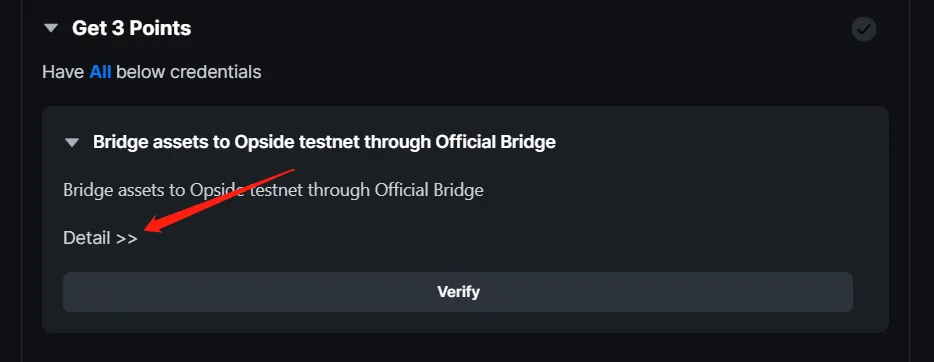 Get 3 Points
Have All below credentials
Bridge assets to Opside testnet through Official Bridge
Bridge assets to Opside testnet through Official Bridge
Detail >>
Verify